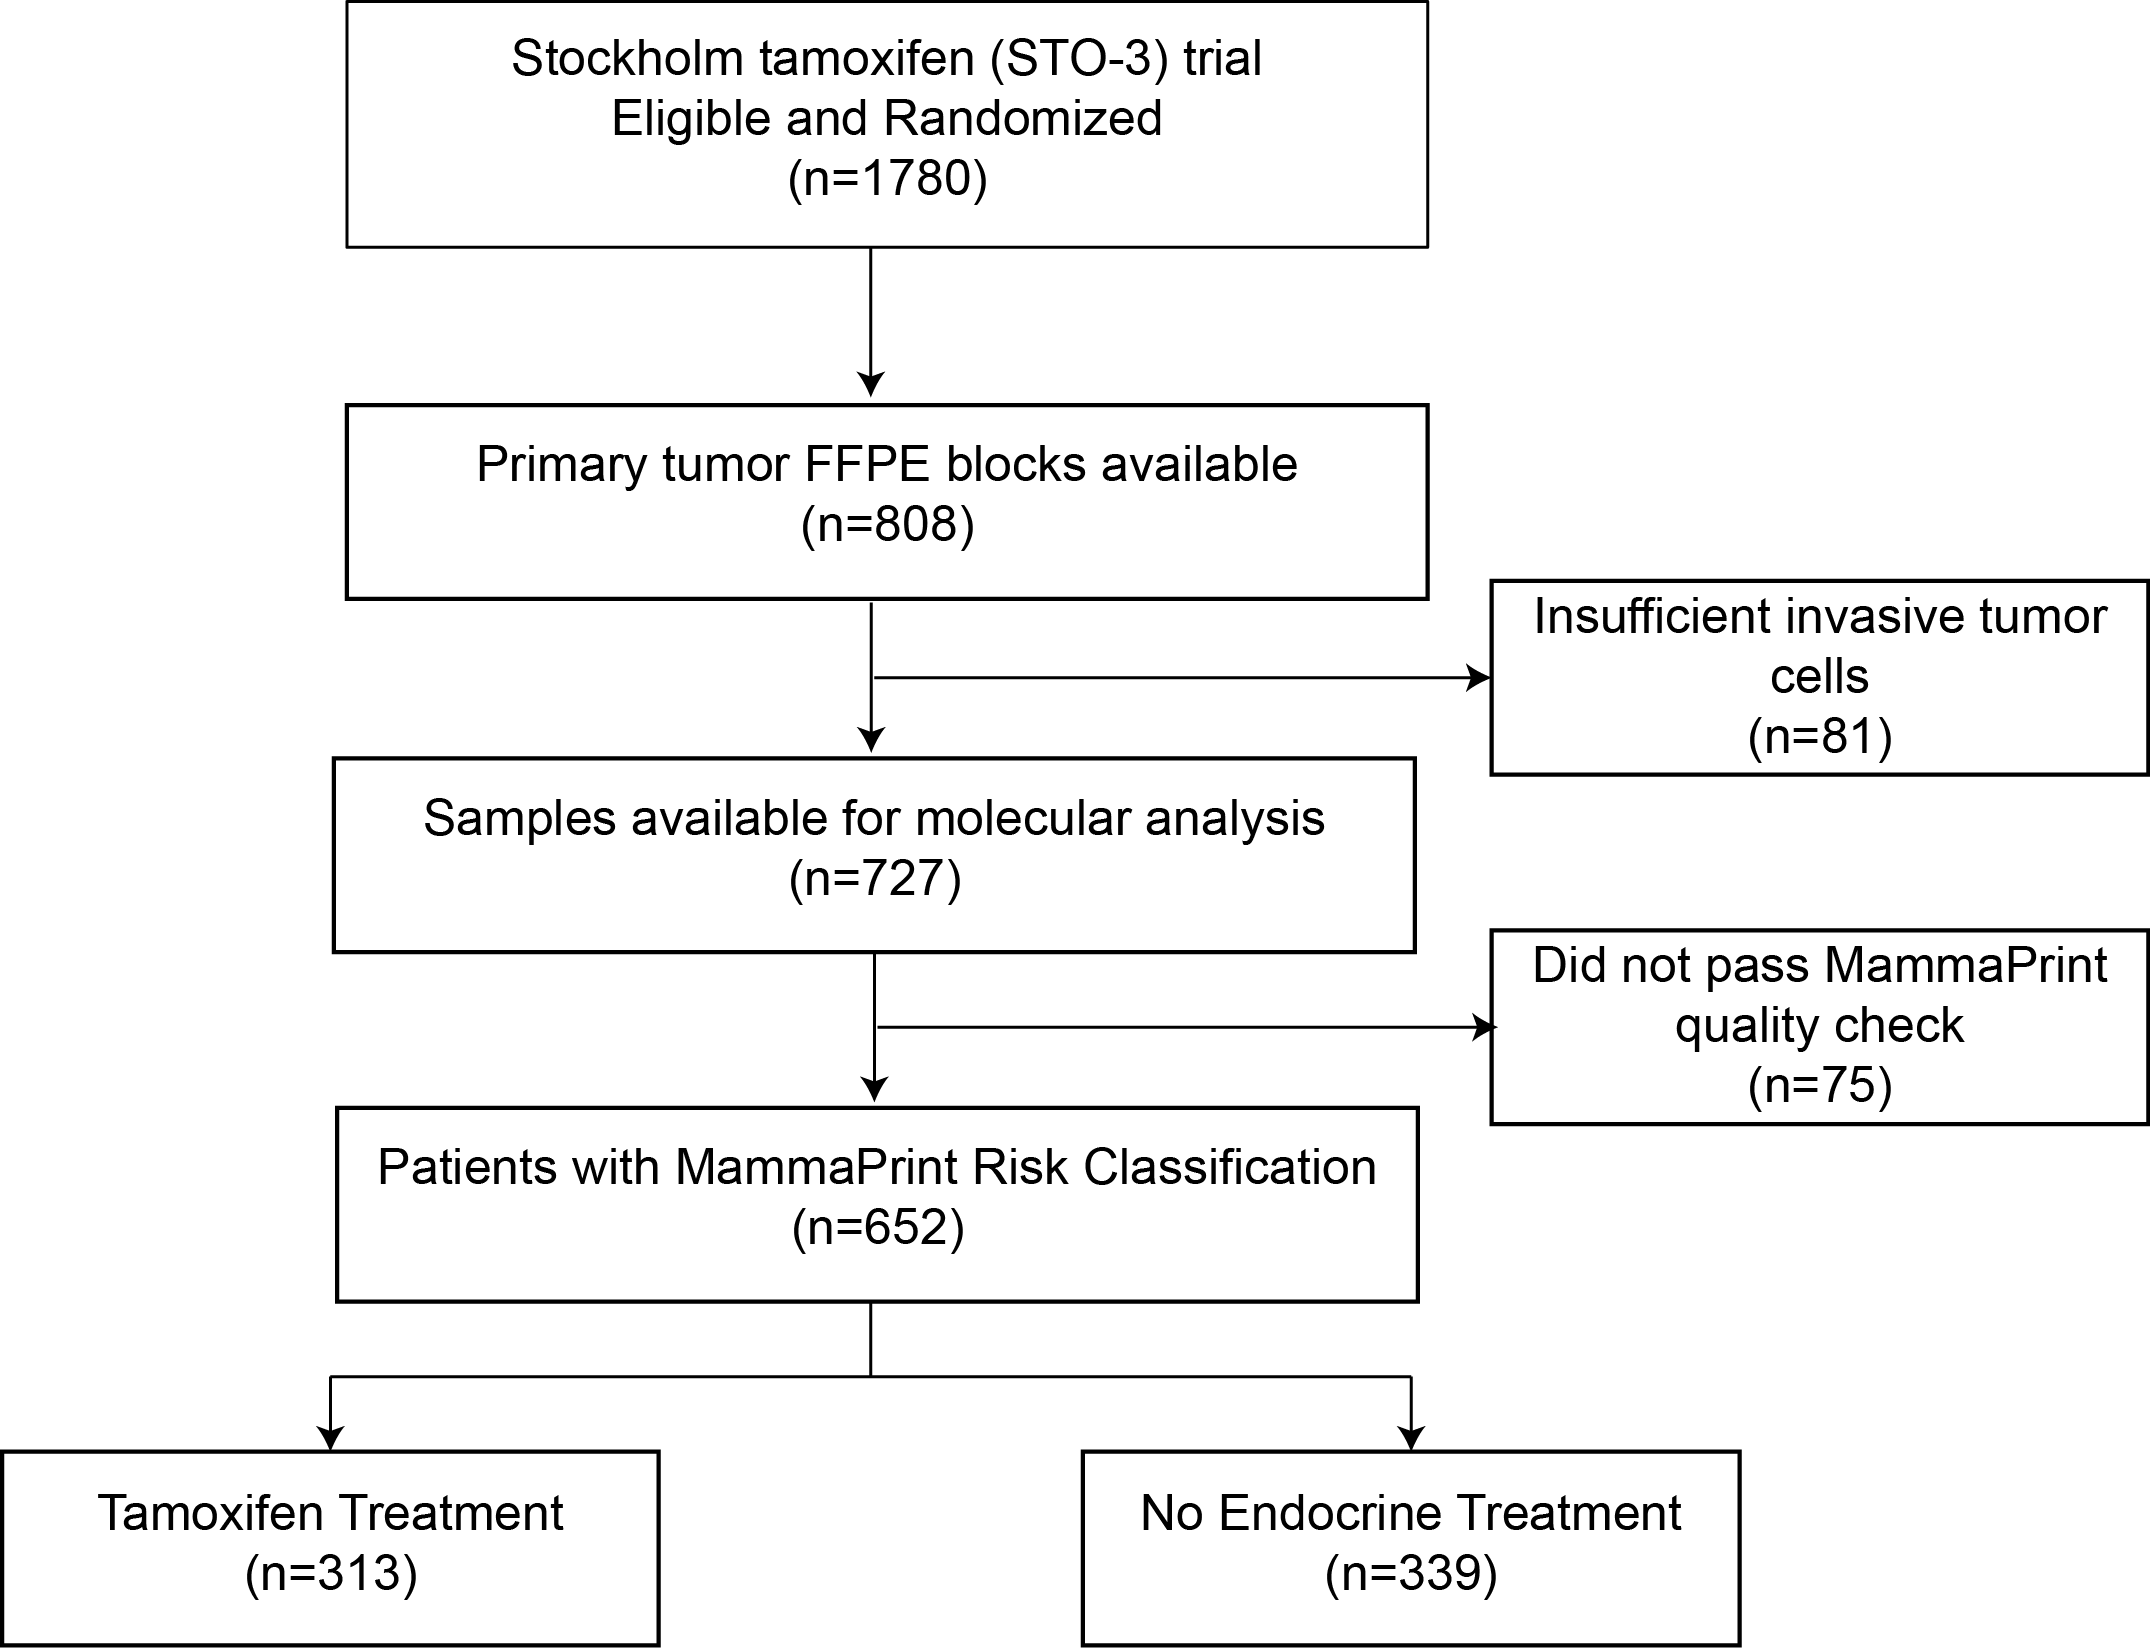 Stockholm tamoxifen (STO-3) trial
Eligible and Randomized
(n=1780)
Primary tumor FFPE blocks available
(n=808)
Insufficient invasive tumor
cells
(n=81)
Samples available for molecular analysis
(n=727)
Did not pass MammaPrint
quality check
(n=75)
Patients with MammaPrint Risk Classification
(n=652)
Tamoxifen Treatment
(n=313)
No Endocrine Treatment
(n=339)